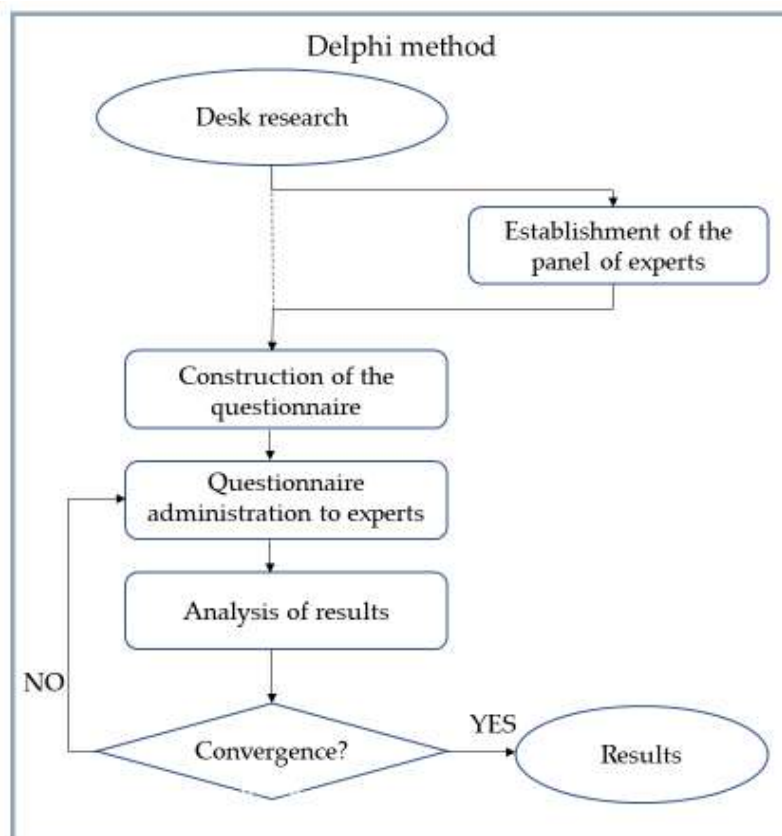 Delphi method
Desk research
Establishment of the
panel of experts
Construction of the
questionnaire
Questionnaire
administration to experts
Analysis of results
NO
Convergence?
YES
Results